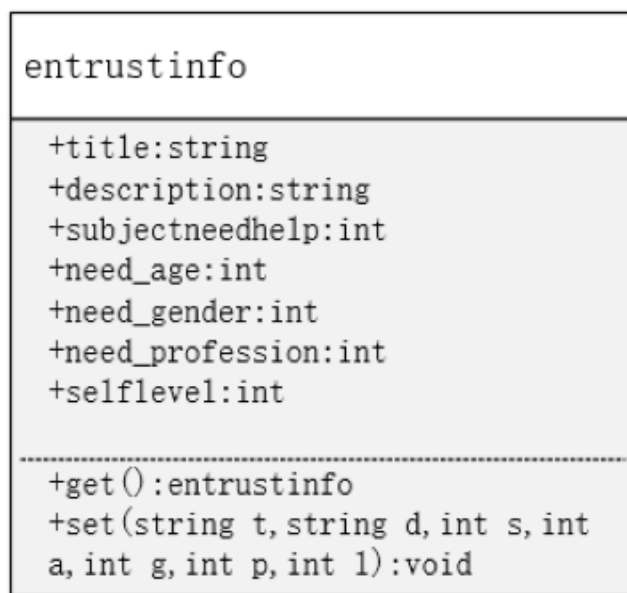 entrustinfo
+title:string
+description:string
+subjectneedhelp:int
+need_age:int
+need_gender:int
+need_profession:int
+selflevel:int
+get():entrustinfo
+set(string t,string d,int s,int
a,int g,int p,int l):void